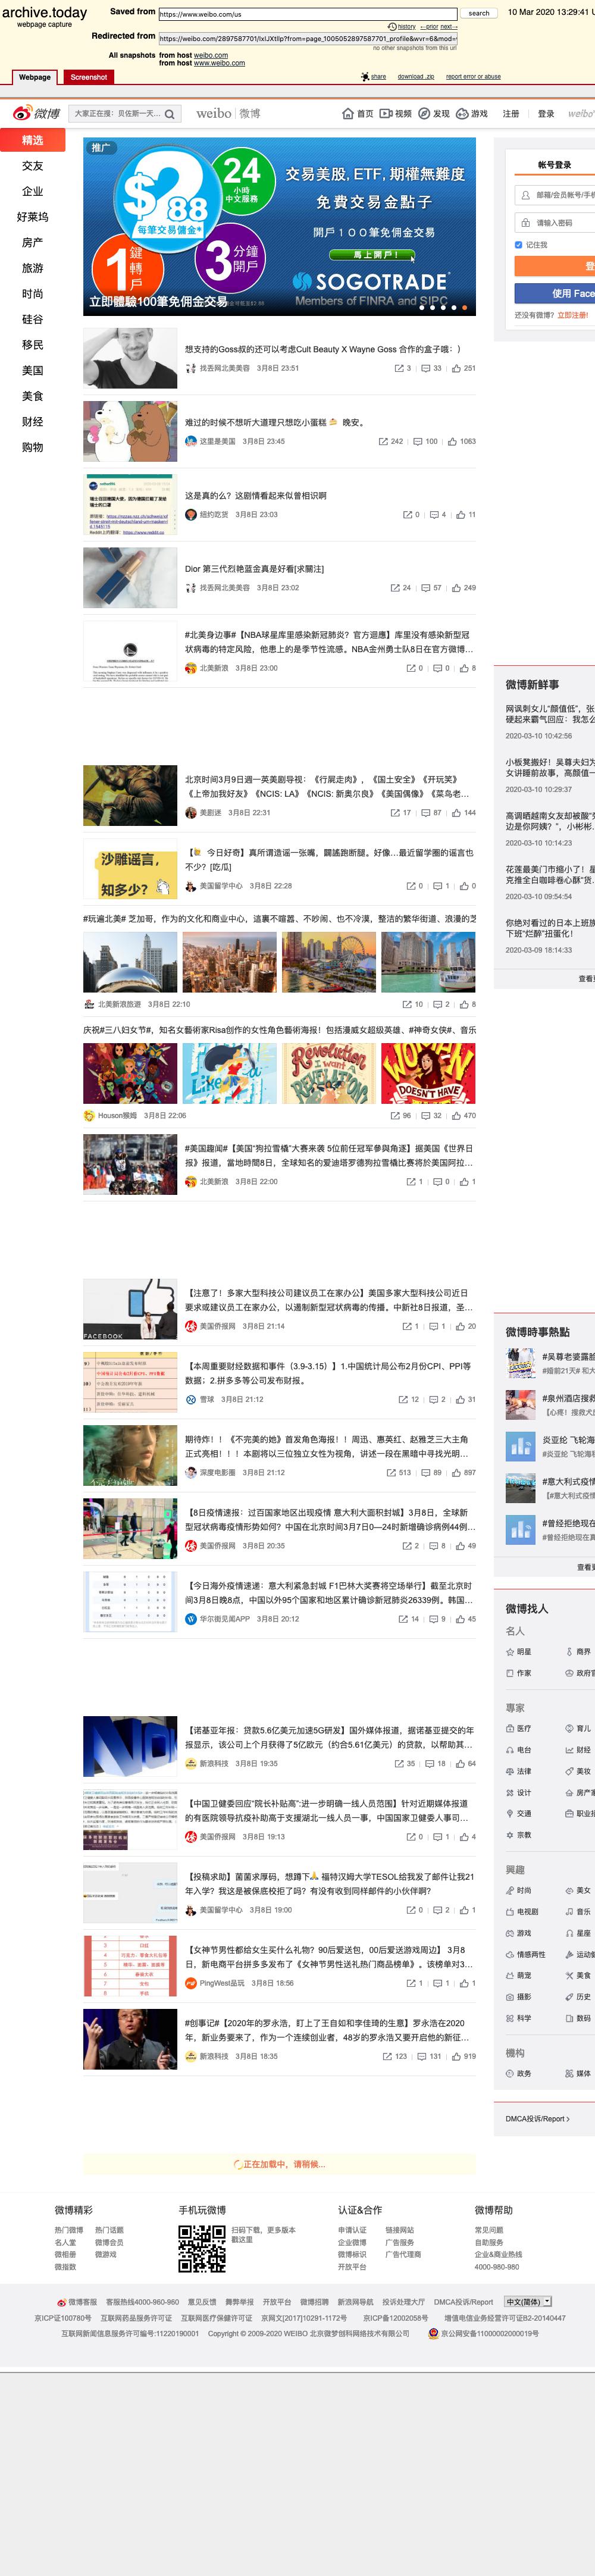 archive.today
webpage capture
Saved from
https://www.weibo.com/us
search
10 Mar 2020 13:29:41 U
history ←prior next→
Redirected from
https://weibo.com/2897587701/IxIJXtIlp?from=page_1005052897587701_profile&wvr=6&mod=
no other snapshots from this url
All snapshots
from host weibo.com
from host www.weibo.com
Webpage
Screenshot
share
download .zip
report error or abuse
微博
大家正在搜：贝佐斯一天...
weibo 微博
首页
视频
发现
游戏
注册
登录
weibo
精选
交友
企业
好莱坞
房产
旅游
时尚
硅谷
移民
美国
美食
财经
购物
推广
$2.88
每筆交易傭金*
24
小時
中文服務
1鍵
轉戶
3分鐘
開戶
交易美股, ETF, 期權無難度
免費交易金點子
開戶１００筆免佣金交易
馬上開戶!
SOGOTRADE
Members of FINRA and SIPC
立即體驗100筆免佣金交易
帐号登录
邮箱/会员帐号/手机
请输入密码
记住我
登
使用 Face
还没有微博？立即注册!
想支持的Goss叔的还可以考虑Cult Beauty X Wayne Goss 合作的盒子哦：）
找吾网北美美容 3月8日 23:51
3 33 251
难过的时候不想听大道理只想吃小蛋糕 晚安。
这里是美国 3月8日 23:45
242 100 1063
这是真的么？这剧情看起来似曾相识啊
纽约吃货 3月8日 23:03
0 4 11
Dior 第三代烈艳蓝金真是好看[求關注]
找吾网北美美容 3月8日 23:02
24 57 249
#北美身边事#【NBA球星库里感染新冠肺炎？官方迴應】库里没有感染新型冠
状病毒的特定风险，他患上的是季节性流感。NBA金州勇士队8日在官方微博...
北美新浪 3月8日 23:00
0 0 8
微博新鲜事
网讽刺女儿“颜值低”，张
硬起来霸气回应：我怎么
2020-03-10 10:42:56
小板凳搬好！吴尊夫妇为
女讲睡前故事，高颜值一
2020-03-10 10:29:37
高调晒越南女友却被酸“旁
边是你阿姨？”，小彬彬.
2020-03-10 10:14:23
花莲最美门市缩小了！星
克推全白咖啡卷心酥“货.
2020-03-10 09:54:54
你绝对看过的日本上班族
下班“烂醉”扭蛋化！
2020-03-09 18:14:33
查看更
北京时间3月9日週一英美剧导视：《行屍走肉》，《国土安全》《开玩笑》
《上帝加我好友》《NCIS: LA》《NCIS: 新奥尔良》《美国偶像》《菜鸟老...
美剧迷 3月8日 22:31
17 87 144
沙雕谣言，
知多少？
【 今日好奇】真所谓造谣一张嘴，闢謠跑断腿。好像...最近留学圈的谣言也
不少？[吃瓜]
美国留学中心 3月8日 22:28
0 1 0
#玩遍北美# 芝加哥，作为的文化和商业中心，這裏不喧嚣、不吵闹、也不冷漠，整洁的繁华街道、浪漫的芝
北美新浪旅遊 3月8日 22:10
10 2 8
庆祝#三八妇女节#，知名女藝術家Risa创作的女性角色藝術海报！包括漫威女超级英雄、#神奇女侠#、音乐
Houson猴姆 3月8日 22:06
96 32 470
#美国趣闻#【美国“狗拉雪橇”大赛来袭 5位前任冠軍參與角逐】据美国《世界日
报》报道，當地時間8日，全球知名的爱迪塔罗德狗拉雪橇比赛将於美国阿拉...
北美新浪 3月8日 22:00
1 0 1
FACEBOOK
【注意了！多家大型科技公司建议员工在家办公】美国多家大型科技公司近日
要求或建议员工在家办公，以遏制新型冠状病毒的传播。中新社8日报道，圣...
美国侨报网 3月8日 21:14
1 1 20
【本周重要财经数据和事件（3.9-3.15）】1.中国统计局公布2月份CPI、PPI等
数据；2.拼多多等公司发布财报。
雪球 3月8日 21:12
12 2 31
期待炸！！《不完美的她》首发角色海报！！周迅、惠英红、赵雅芝三大主角
正式亮相！！！本剧将以三位独立女性为视角，讲述一段在黑暗中寻找光明...
深度电影圈 3月8日 21:12
513 89 897
【8日疫情速报：过百国家地区出现疫情 意大利大面积封城】3月8日，全球新
型冠状病毒疫情形势如何？中国在北京时间3月7日0—24时新增确诊病例44例...
美国侨报网 3月8日 20:35
2 8 49
【今日海外疫情速递：意大利紧急封城 F1巴林大奖赛将空场举行】截至北京时
间3月8日晚8点，中国以外95个国家和地区累计确诊新冠肺炎26339例。韩国...
华尔街见闻APP 3月8日 20:12
14 9 45
微博時事熱點
#吴尊老婆露脸
#睡前21天# 和大
#泉州酒店搜救
【心疼！搜救犬
炎亚纶 飞轮海
#炎亚纶 飞轮海
#意大利式疫情
【#意大利式疫情
#曾经拒绝现在
#曾经拒绝现在真
查看更
微博找人
名人
明星
商界
作家
政府官
專家
医疗
育儿
电台
财经
法律
美妆
设计
房产家
交通
职业招
宗教
興趣
时尚
美女
电视剧
音乐
游戏
星座
情感两性
运动健
萌宠
美食
摄影
历史
科学
数码
機构
政务
媒体
DMCA投诉/Report
【诺基亚年报：贷款5.6亿美元加速5G研发】国外媒体报道，据诺基亚提交的年
报显示，该公司上个月获得了5亿欧元（约合5.61亿美元）的贷款，以帮助其...
新浪科技 3月8日 19:35
35 18 64
【中国卫健委回应“院长补贴高”:进一步明确一线人员范围】针对近期媒体报道
的有医院领导抗疫补助高于支援湖北一线人员一事，中国国家卫健委人事司...
美国侨报网 3月8日 19:13
0 1 4
【投稿求助】菌菌求厚码，想蹲下 福特汉姆大学TESOL给我发了邮件让我21
年入学？我这是被保底校拒了吗？有没有收到同样邮件的小伙伴啊？
美国留学中心 3月8日 19:00
0 2 1
【女神节男性都给女生买什么礼物？90后爱送包，00后爱送游戏周边】 3月8
日，新电商平台拼多多发布了《女神节男性送礼热门商品榜单》。该榜单对3...
PingWest品玩 3月8日 18:56
1 1 1
#创事记#【2020年的罗永浩，盯上了王自如和李佳琦的生意】罗永浩在2020
年，新业务要来了，作为一个连续创业者，48岁的罗永浩又要开启他的新征...
新浪科技 3月8日 18:35
123 131 919
正在加载中，请稍候...
微博精彩
热门微博 热门话题
名人堂 微博会员
微相册 微游戏
微指数
手机玩微博
扫码下载，更多版本
戳这里
认证&合作
申请认证 链接网站
企业微博 广告服务
微博标识 广告代理商
开放平台
微博帮助
常见问题
自助服务
企业&商业热线
4000-980-980
微博客服 客服热线4000-960-960 意见反馈 舞弊举报 开放平台 微博招聘 新浪网导航 投诉处理大厅 DMCA投诉/Report 中文(简体)
京ICP证100780号 互联网药品服务许可证 互联网医疗保健许可证 京网文[2017]10291-1172号 京ICP备12002058号 增值电信业务经营许可证B2-20140447
互联网新闻信息服务许可证编号:11220190001 Copyright © 2009-2020 WEIBO 北京微梦创科网络技术有限公司 京公网安备11000002000019号